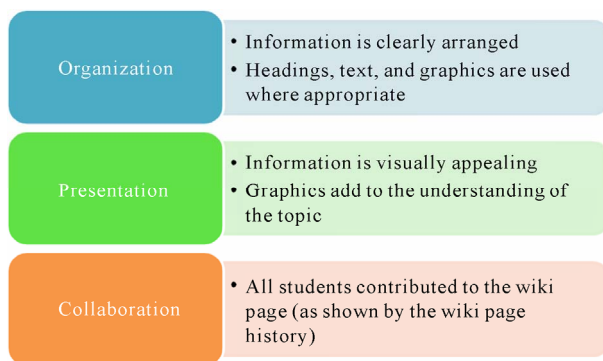 Organization
• Information is clearly arranged
• Headings, text, and graphics are used
where appropriate
Presentation
• Information is visually appealing
• Graphics add to the understanding of
the topic
Collaboration
• All students contributed to the wiki
page (as shown by the wiki page
history)